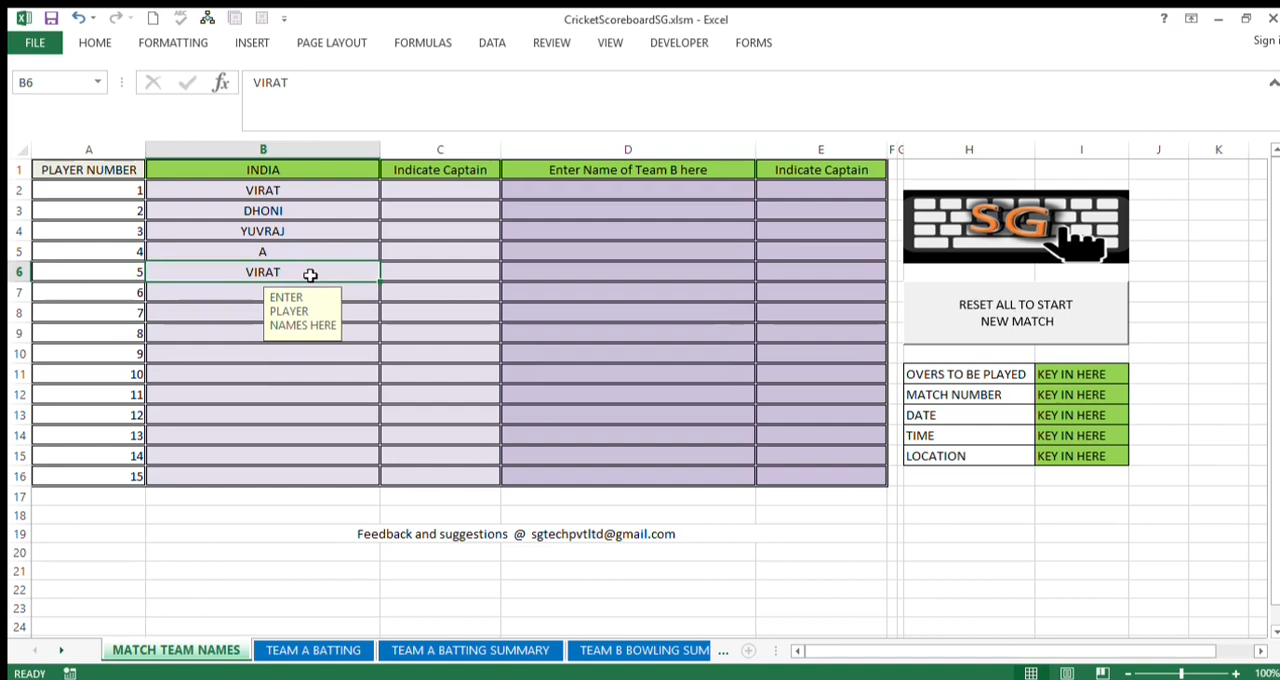 CricketScoreboardSG.xlsm - Excel
?
FILE HOME FORMATTING INSERT PAGE LAYOUT FORMULAS DATA REVIEW VIEW DEVELOPER FORMS Sign i
B6 fx VIRAT
A B C D E F G H I J K
1 PLAYER NUMBER INDIA Indicate Captain Enter Name of Team B here Indicate Captain
2 1 VIRAT
3 2 DHONI
4 3 YUVRAJ
5 4 A
6 5 VIRAT
7 6
8 7
9 8
10 9
11 10
12 11
13 12
14 13
15 14
16 15
17
18
19 Feedback and suggestions @ sgtechpvtltd@gmail.com
20
21
22
23
24
ENTER
PLAYER
NAMES HERE
SG
RESET ALL TO START
NEW MATCH
OVERS TO BE PLAYED KEY IN HERE
MATCH NUMBER KEY IN HERE
DATE KEY IN HERE
TIME KEY IN HERE
LOCATION KEY IN HERE
MATCH TEAM NAMES TEAM A BATTING TEAM A BATTING SUMMARY TEAM B BOWLING SUM ...
READY 100%